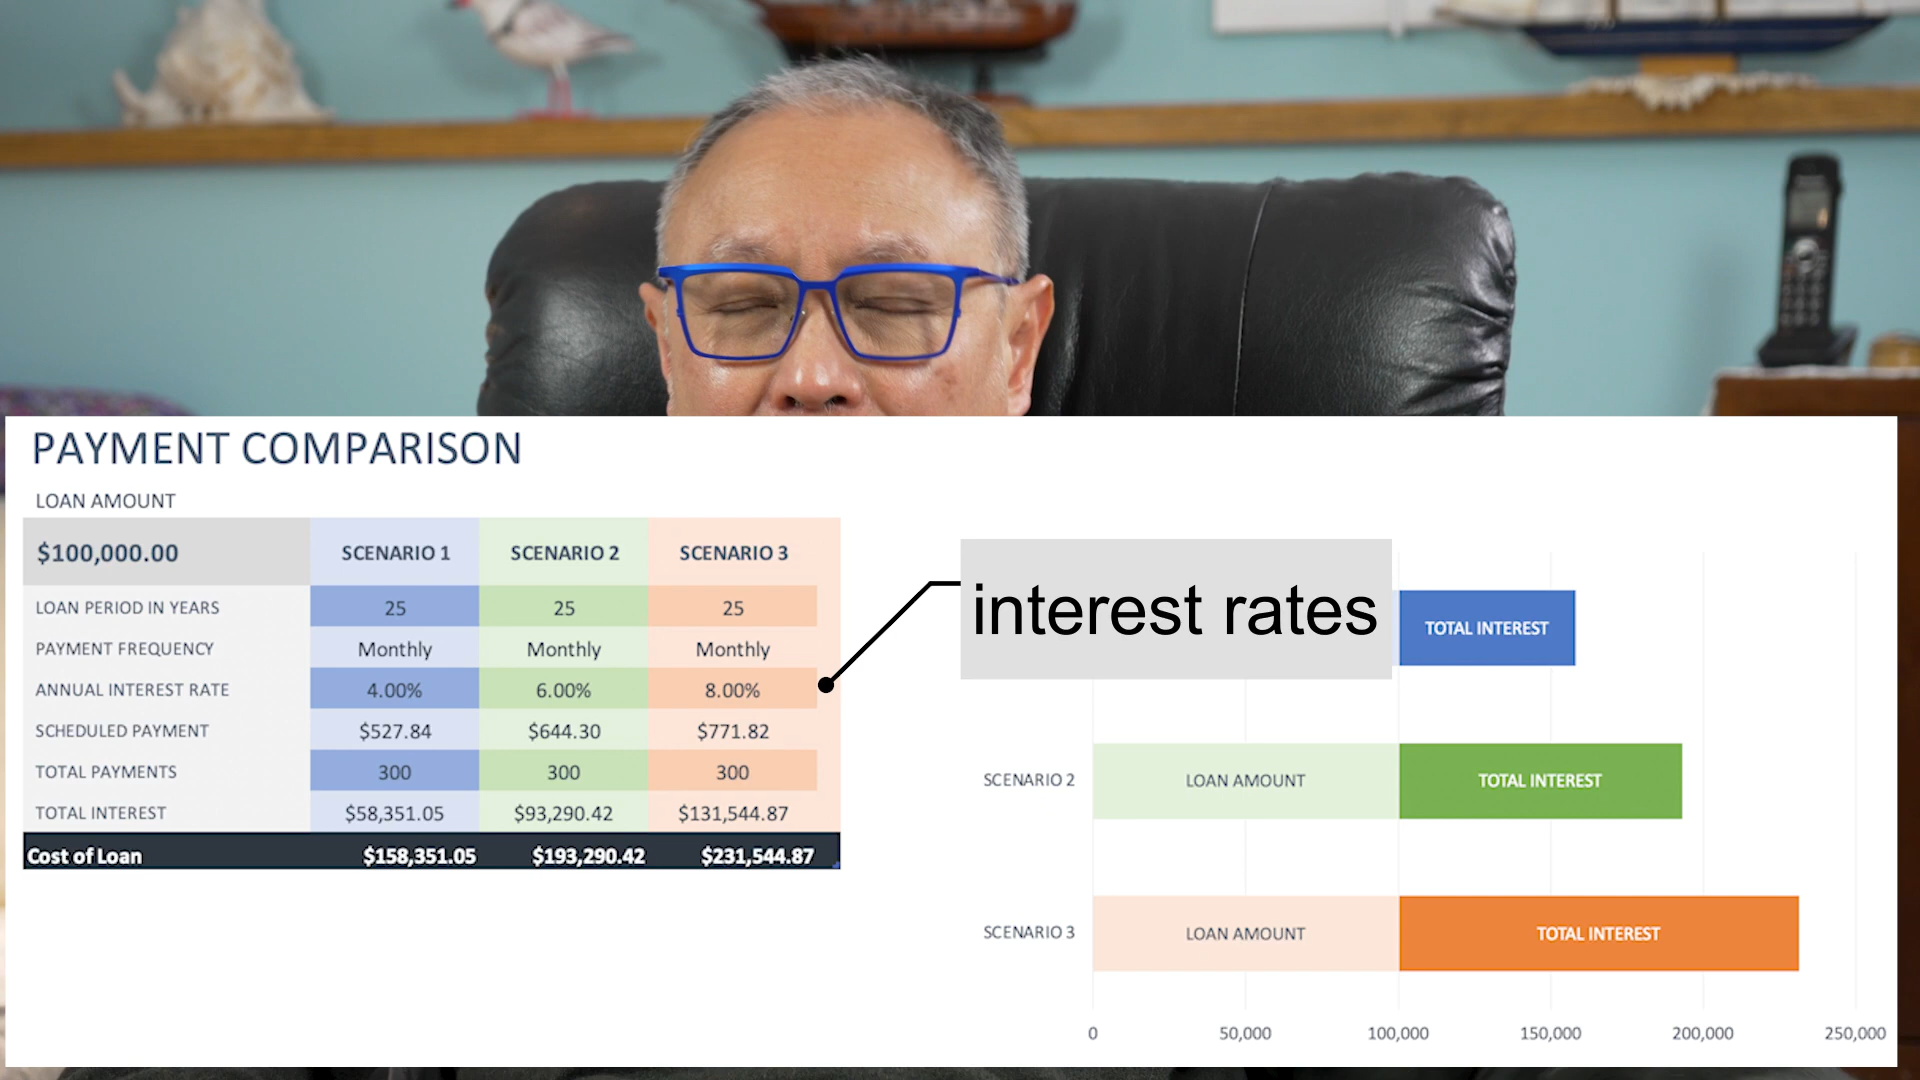 PAYMENT COMPARISON
LOAN AMOUNT
$100,000.00 SCENARIO 1 SCENARIO 2 SCENARIO 3
LOAN PERIOD IN YEARS 25 25 25
PAYMENT FREQUENCY Monthly Monthly Monthly
ANNUAL INTEREST RATE 4.00% 6.00% 8.00%
SCHEDULED PAYMENT $527.84 $644.30 $771.82
TOTAL PAYMENTS 300 300 300
TOTAL INTEREST $58,351.05 $93,290.42 $131,544.87
Cost of Loan $158,351.05 $193,290.42 $231,544.87
interest rates
TOTAL INTEREST
SCENARIO 2 LOAN AMOUNT TOTAL INTEREST
SCENARIO 3 LOAN AMOUNT TOTAL INTEREST
0 50,000 100,000 150,000 200,000 250,000